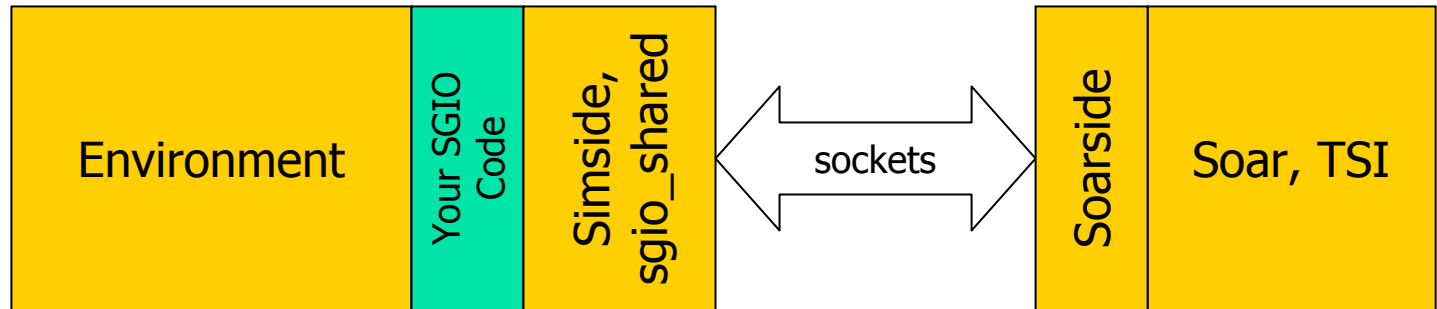 Environment
Your SGIO
Code
Simside,
sgio_shared
sockets
Soarside
Soar, TSI